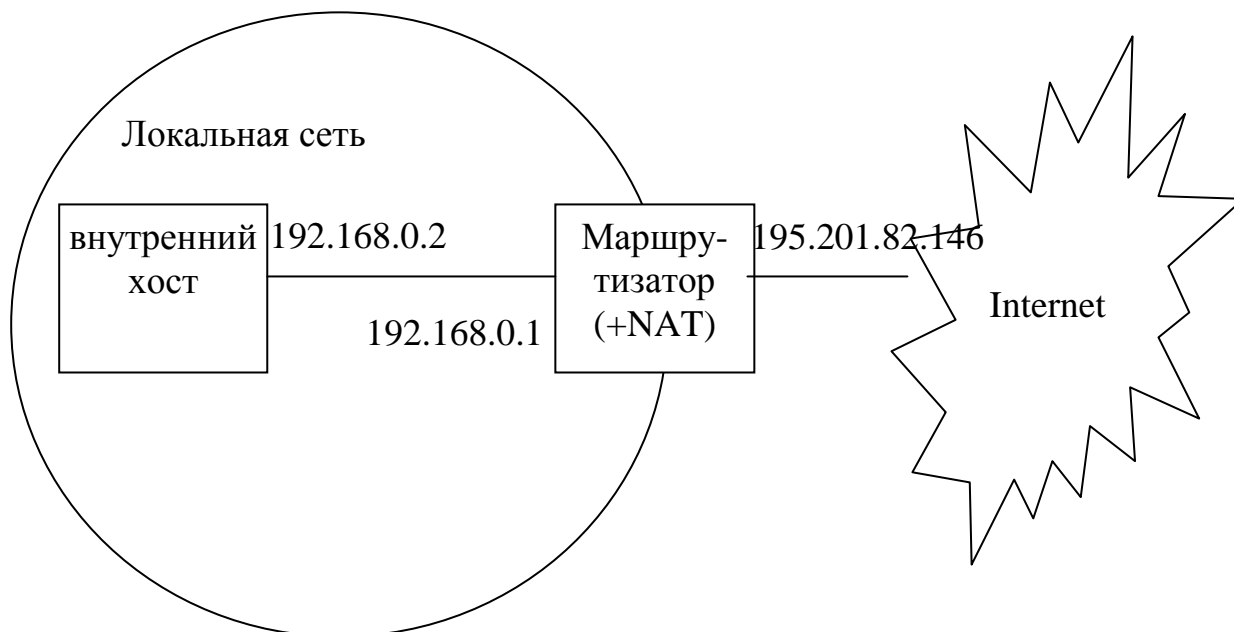 Локальная сеть
внутренний
хост
192.168.0.2
192.168.0.1
Маршру-
тизатор
(+NAT)
195.201.82.146
Internet